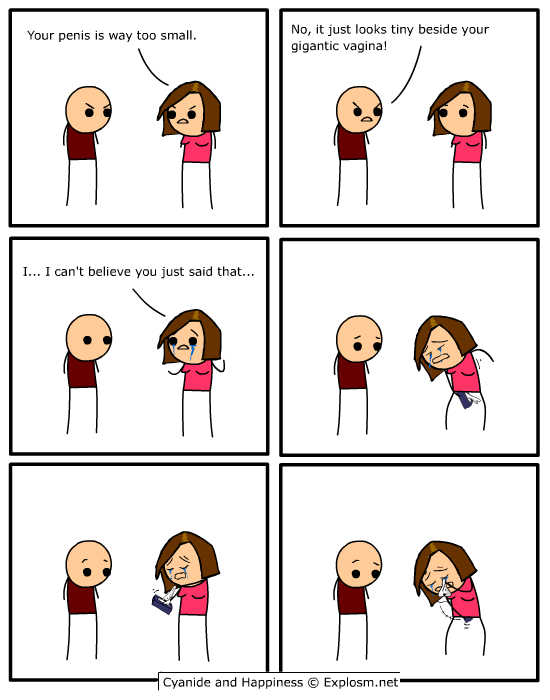 Your penis is way too small.
No, it just looks tiny beside your
gigantic vagina!
I... I can't believe you just said that...
Cyanide and Happiness © Explosm.net